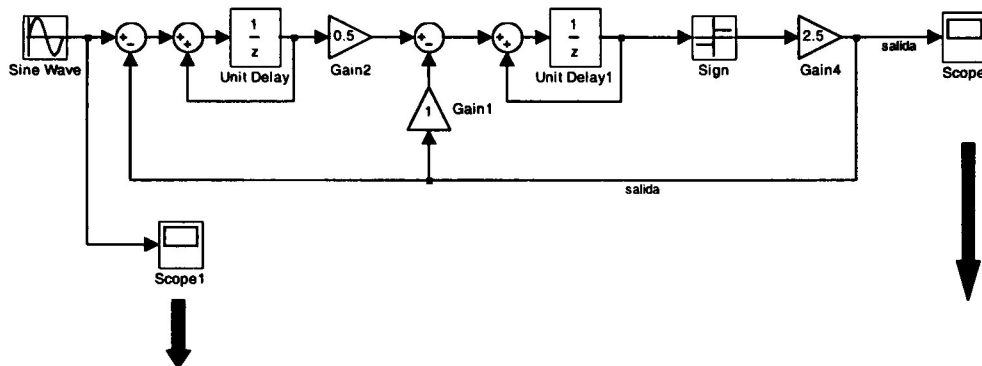 Sine Wave
+
-
+
+
1
z
Unit Delay
0.5
Gain2
+
-
1
Gain1
+
+
1
z
Unit Delay1
Sign
2.5
Gain4
salida
Scope
salida
Scope1